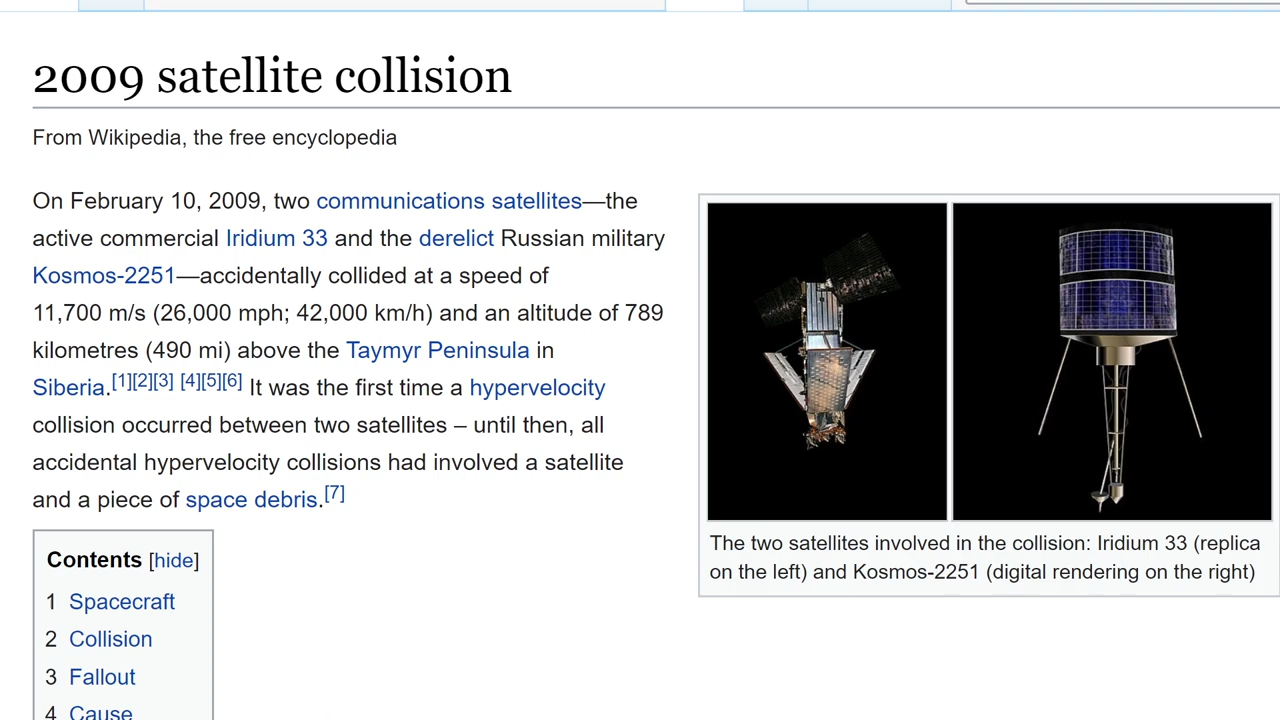 2009 satellite collision
From Wikipedia, the free encyclopedia
On February 10, 2009, two communications satellites—the
active commercial Iridium 33 and the derelict Russian military
Kosmos-2251—accidentally collided at a speed of
11,700 m/s (26,000 mph; 42,000 km/h) and an altitude of 789
kilometres (490 mi) above the Taymyr Peninsula in
Siberia.[1][2][3] [4][5][6] It was the first time a hypervelocity
collision occurred between two satellites – until then, all
accidental hypervelocity collisions had involved a satellite
and a piece of space debris.[7]
The two satellites involved in the collision: Iridium 33 (replica
on the left) and Kosmos-2251 (digital rendering on the right)
Contents [hide]
1 Spacecraft
2 Collision
3 Fallout
4 Cause